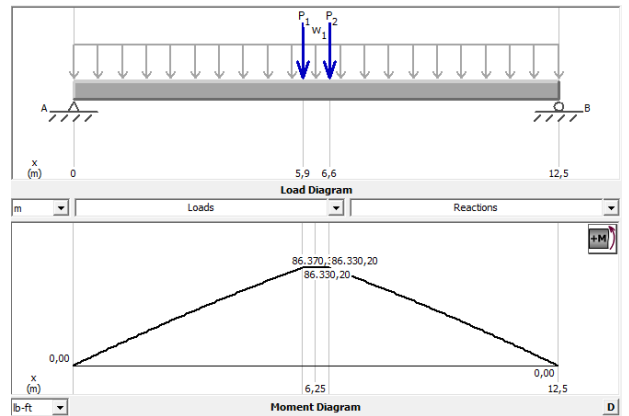 P1 P2
w1
A B
x
(m) 0 5,9 6,6 12,5
Load Diagram
m Loads Reactions
+M
86.370, 86.330,20
86.330,20
0,00 0,00
x
(m) 6,25 12,5
lb-ft Moment Diagram D